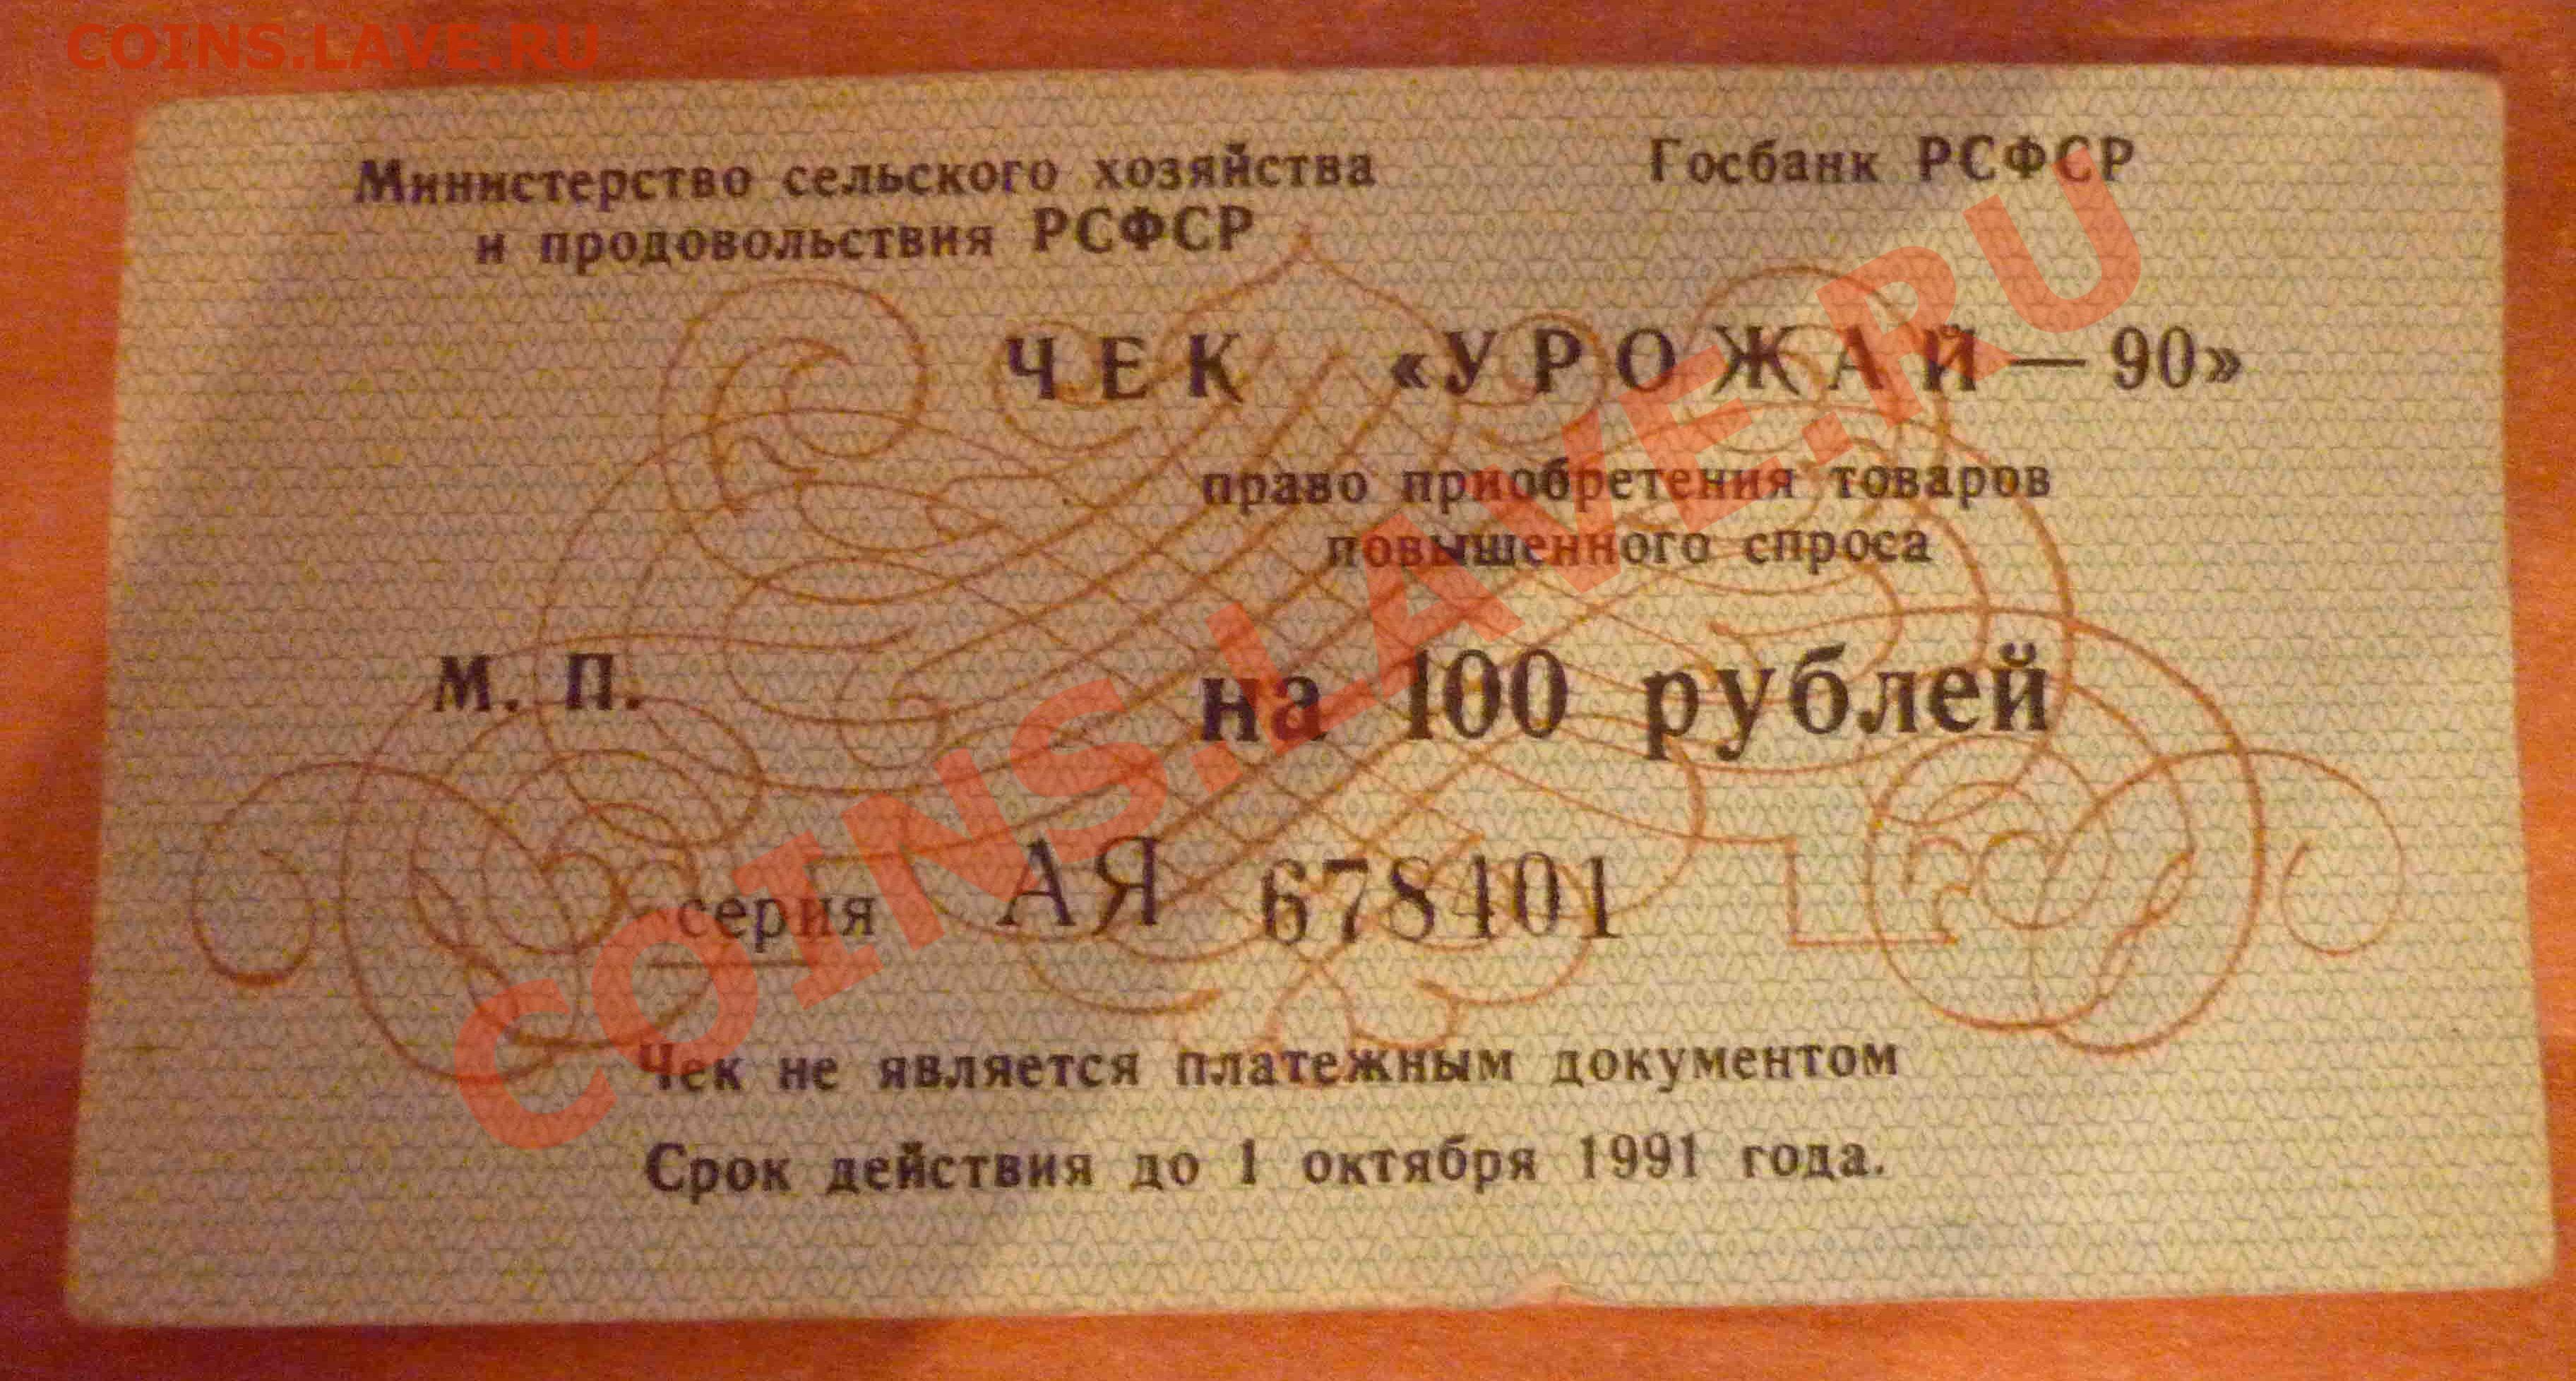 COINS.LAVE.RU
Министерство сельского хозяйства
и продовольствия РСФСР
Госбанк РСФСР
ЧЕК «УРОЖАЙ—90»
право приобретения товаров
повышенного спроса
М. П.
на 100 рублей
серия АЯ 678401
Чек не является платежным документом
Срок действия до 1 октября 1991 года.
COINS.LAVE.RU